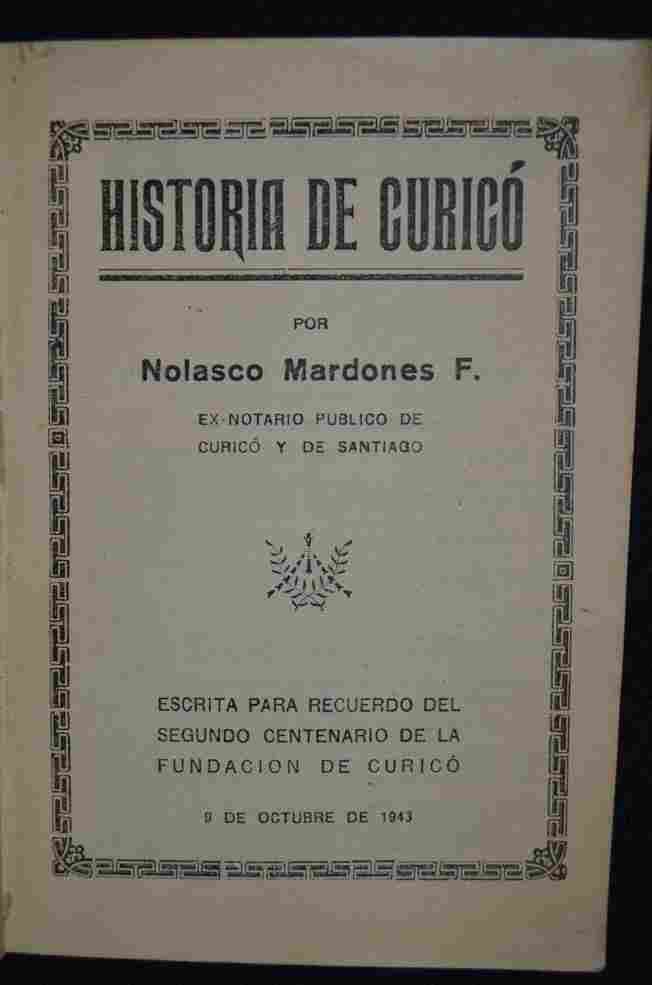 HISTORIA DE CURICÓ
POR
Nolasco Mardones F.
EX-NOTARIO PUBLICO DE
CURICÓ Y DE SANTIAGO
ESCRITA PARA RECUERDO DEL
SEGUNDO CENTENARIO DE LA
FUNDACION DE CURICÓ
9 DE OCTUBRE DE 1943